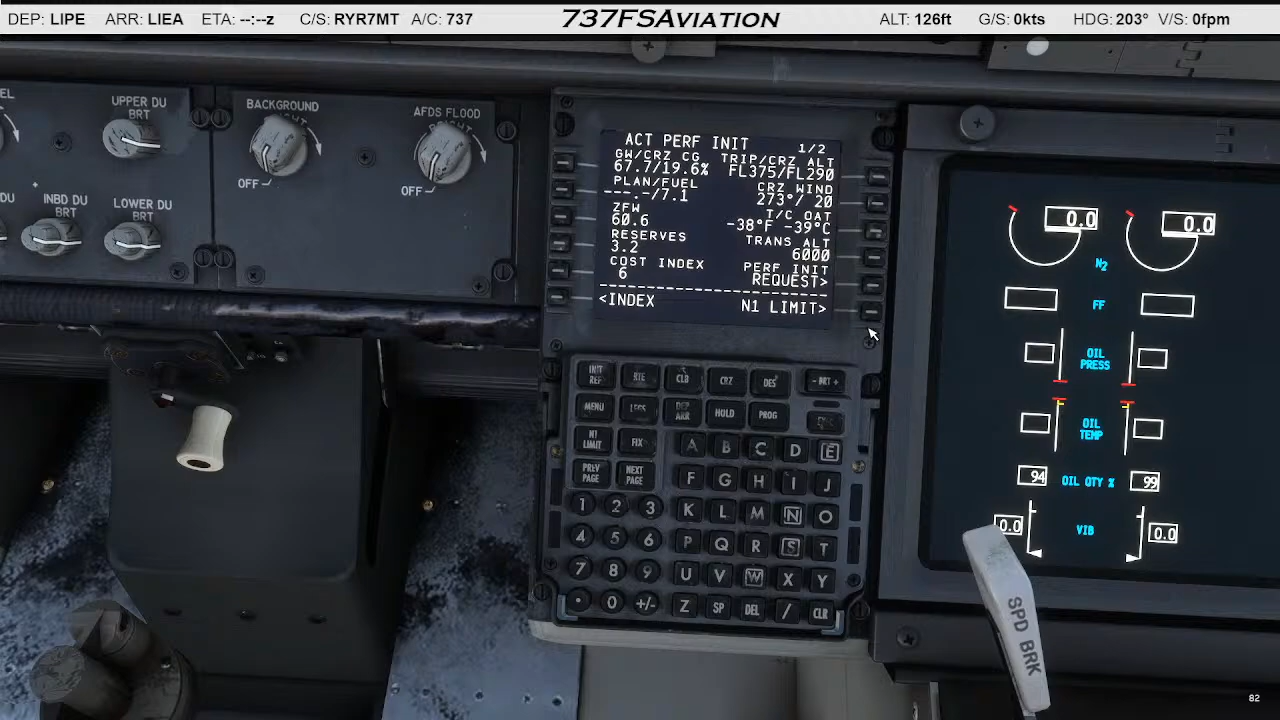 DEP: LIPE ARR: LIEA ETA: --:--z C/S: RYR7MT A/C: 737 737FSAVIATION ALT: 126ft G/S: 0kts HDG: 203° V/S: 0fpm
UPPER DU
BRT
BACKGROUND
OFF
AFDS FLOOD
OFF
INBD DU
BRT
LOWER DU
BRT
ACT PERF INIT 1/2
GW/CRZ CG TRIP/CRZ ALT
67.7/19.6% FL375/FL290
PLAN/FUEL CRZ WIND
---.-/7.1 273°/ 20
ZFW T/C OAT
60.6 -38°F -39°C
RESERVES TRANS ALT
3.2 6000
COST INDEX PERF INIT
6 REQUEST>
<INDEX N1 LIMIT>
INIT REF RTE CLB CRZ DES - BRT +
MENU LEGS DEP ARR HOLD PROG
N1 LIMIT FIX A B C D E
PREV PAGE NEXT PAGE F G H I J
1 2 3 K L M N O
4 5 6 P Q R S T
7 8 9 U V W X Y
. 0 +/- Z SP DEL / CLR
0.0 0.0
N2
FF
OIL
PRESS
OIL
TEMP
94 OIL QTY % 99
0.0 VIB 0.0
SPD BRK
82